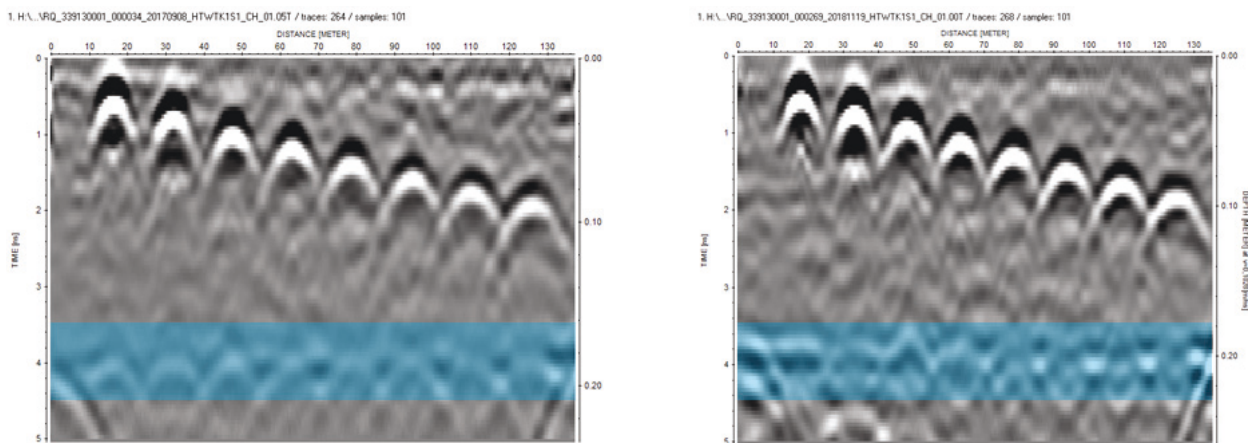 1. H:\...\RQ_339130001_000034_20170908_HTWTK1S1_CH_01.05T / traces: 264 / samples: 101
DISTANCE [METER]
0 10 20 30 40 50 60 70 80 90 100 110 120 130
0 0.00
1
2
0.10
TIME [ns]
3
4
0.20
5
1. H:\...\RQ_339130001_000269_20181119_HTWTK1S1_CH_01.00T / traces: 268 / samples: 101
DISTANCE [METER]
0 10 20 30 40 50 60 70 80 90 100 110 120 130
0 0.00
1
2
0.10
TIME [ns]
3
4
0.20
DEPTH [METER]